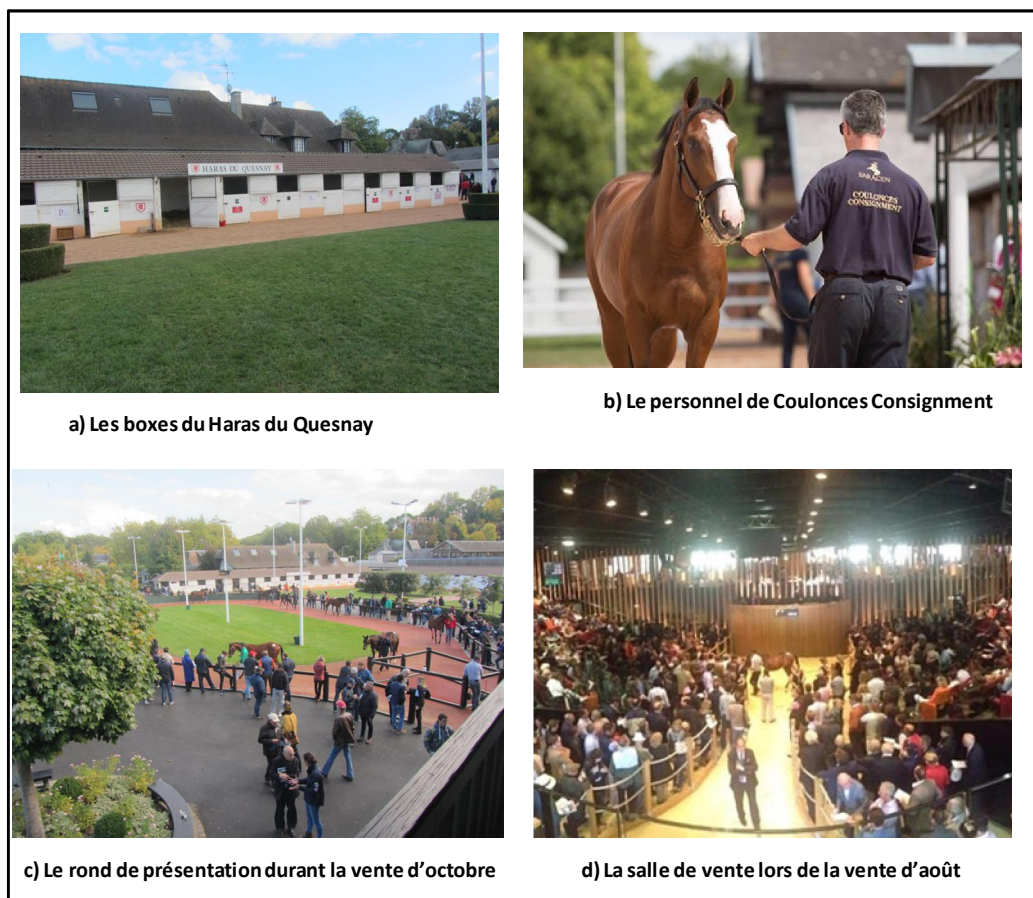 HARAS DU QUESNAY
SARACEN
COULONCES
CONSIGNMENT
a) Les boxes du Haras du Quesnay
b) Le personnel de Coulonces Consignment
c) Le rond de présentation durant la vente d'octobre
d) La salle de vente lors de la vente d'août